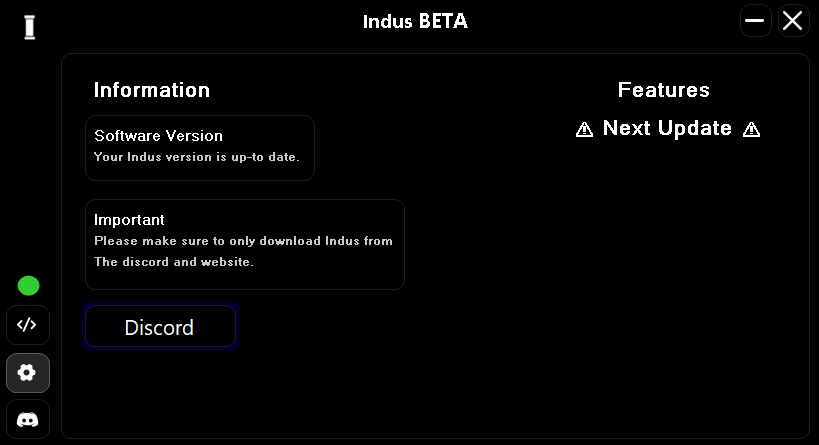 Indus BETA
Information
Features
Software Version
Your Indus version is up-to date.
Next Update
Important
Please make sure to only download Indus from
The discord and website.
Discord